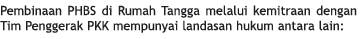 Pembinaan PHBS di Rumah Tangga melalui kemitraan dengan
Tim Penggerak PKK mempunyai landasan hukum antara lain: